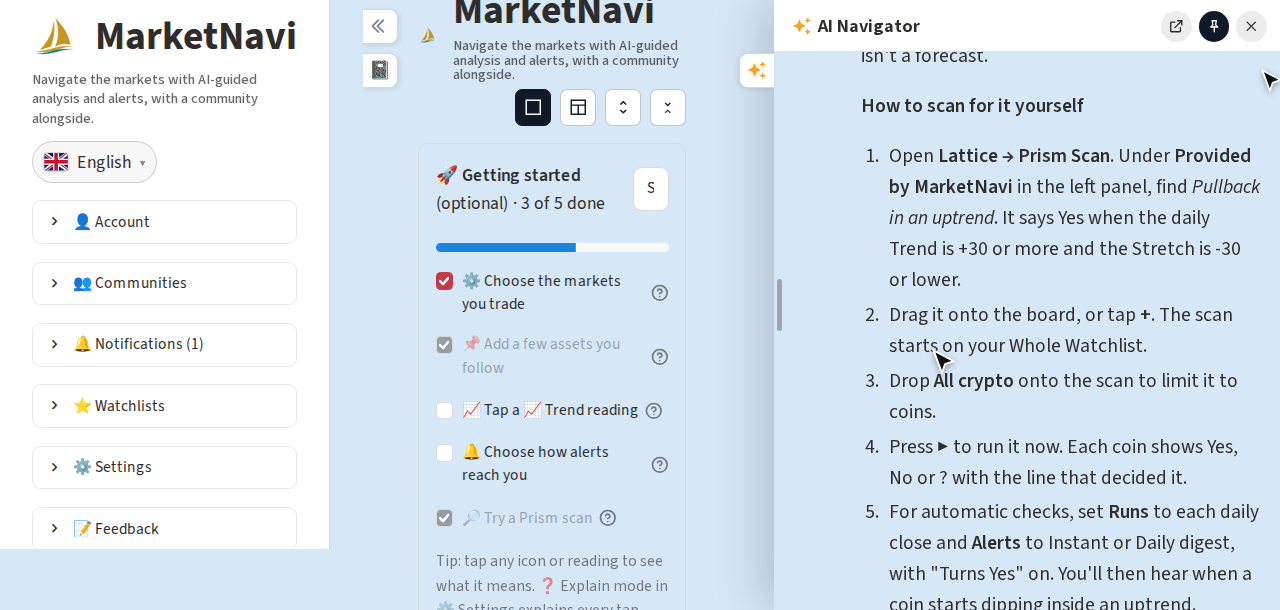 MarketNavi
Navigate the markets with AI-guided
analysis and alerts, with a community
alongside.
English ▾
👤 Account
👥 Communities
🔔 Notifications (1)
⭐ Watchlists
⚙️ Settings
📝 Feedback
MarketNavi
Navigate the markets with AI-guided
analysis and alerts, with a community
alongside.
🚀 Getting started
(optional) · 3 of 5 done
S
⚙️ Choose the markets
you trade
📌 Add a few assets you
follow
📈 Tap a 📈 Trend reading
🔔 Choose how alerts
reach you
🔎 Try a Prism scan
Tip: tap any icon or reading to see
what it means. ❓ Explain mode in
⚙️ Settings explains every tap
AI Navigator
isn't a forecast.
How to scan for it yourself
1. Open Lattice → Prism Scan. Under Provided
by MarketNavi in the left panel, find Pullback
in an uptrend. It says Yes when the daily
Trend is +30 or more and the Stretch is -30
or lower.
2. Drag it onto the board, or tap +. The scan
starts on your Whole Watchlist.
3. Drop All crypto onto the scan to limit it to
coins.
4. Press ▶ to run it now. Each coin shows Yes,
No or ? with the line that decided it.
5. For automatic checks, set Runs to each daily
close and Alerts to Instant or Daily digest,
with "Turns Yes" on. You'll then hear when a
coin starts dipping inside an uptrend.